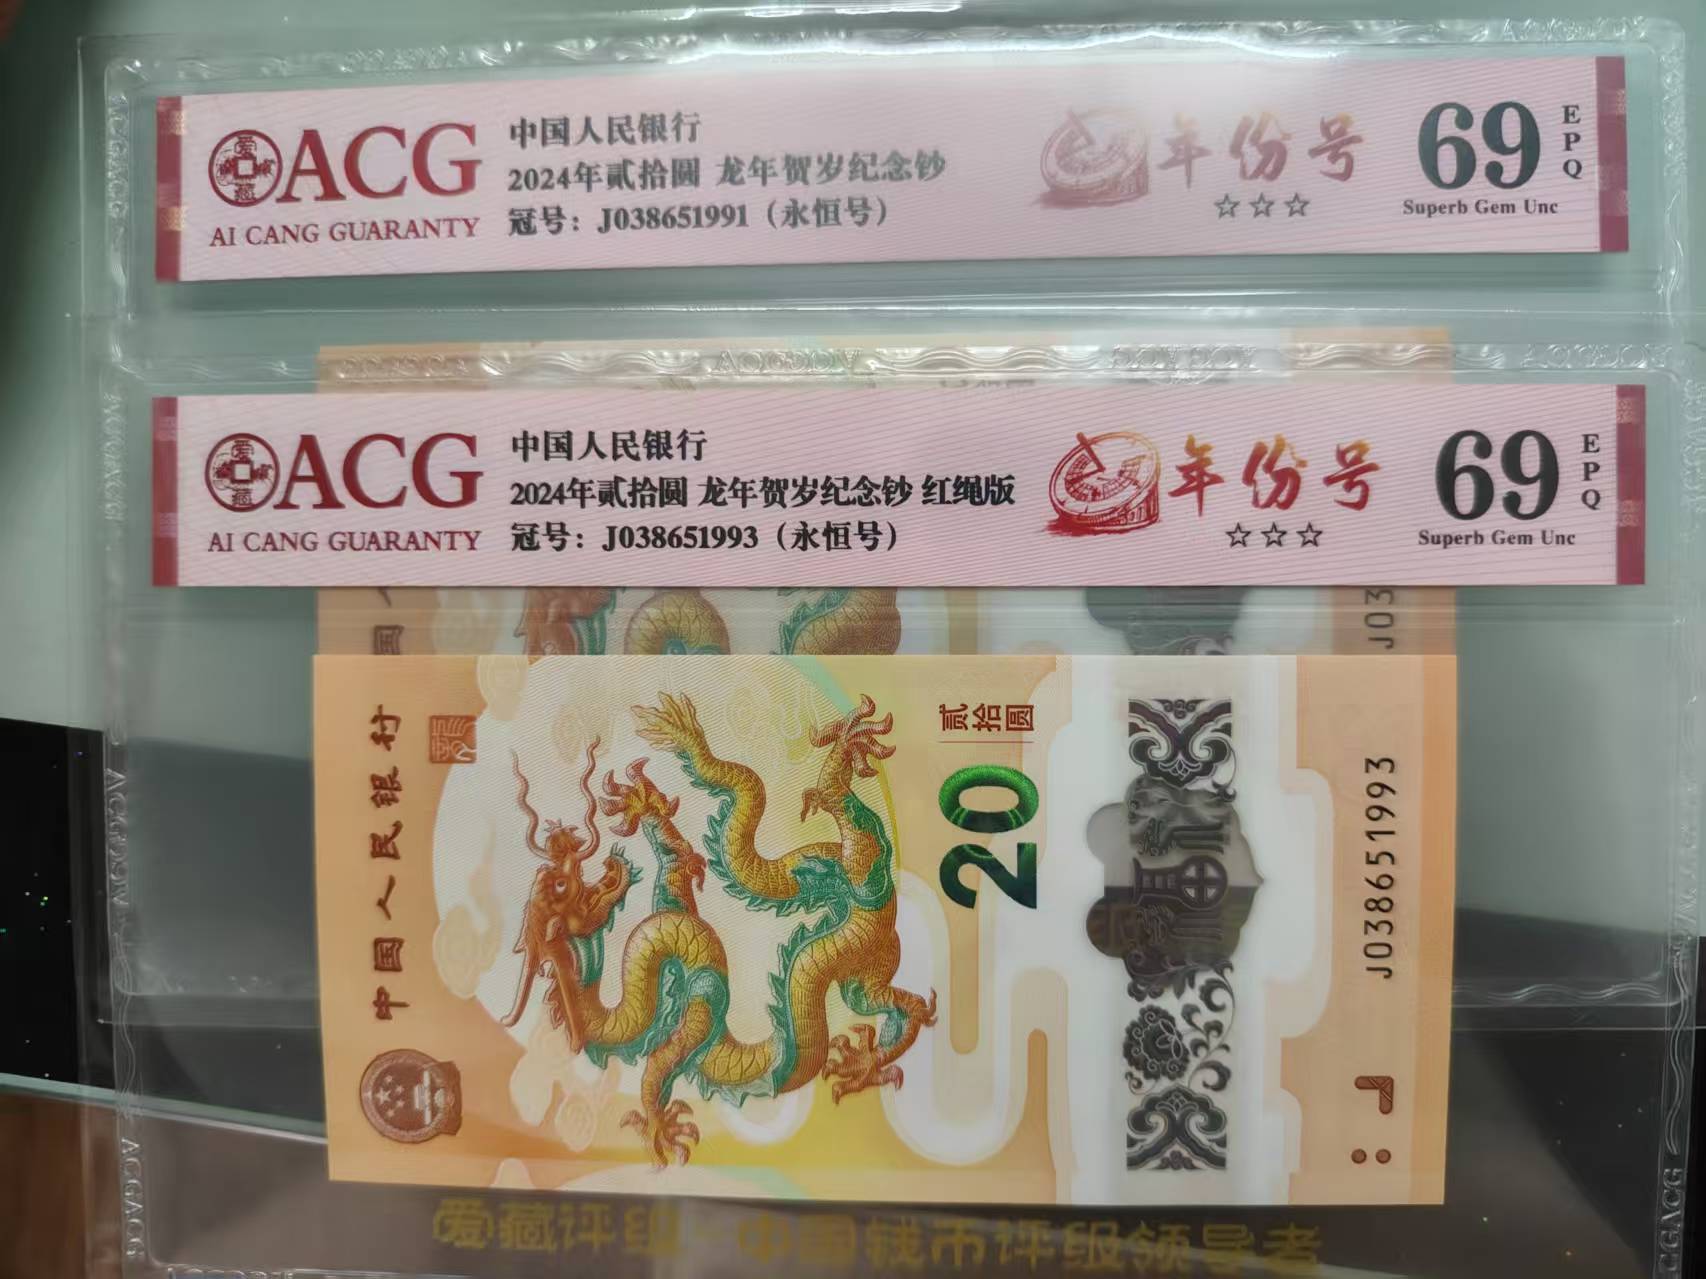 ACG
AI CANG GUARANTY
中国人民银行
2024年贰拾圆 龙年贺岁纪念钞
冠号：J038651991（永恒号）
年份号
☆☆☆
69
EPQ
Superb Gem Unc
ACG
AI CANG GUARANTY
中国人民银行
2024年贰拾圆 龙年贺岁纪念钞 红绳版
冠号：J038651993（永恒号）
年份号
☆☆☆
69
EPQ
Superb Gem Unc
J03
中国人民银行
贰拾圆
20
J038651993
爱藏评级 中国钱币评级领导者